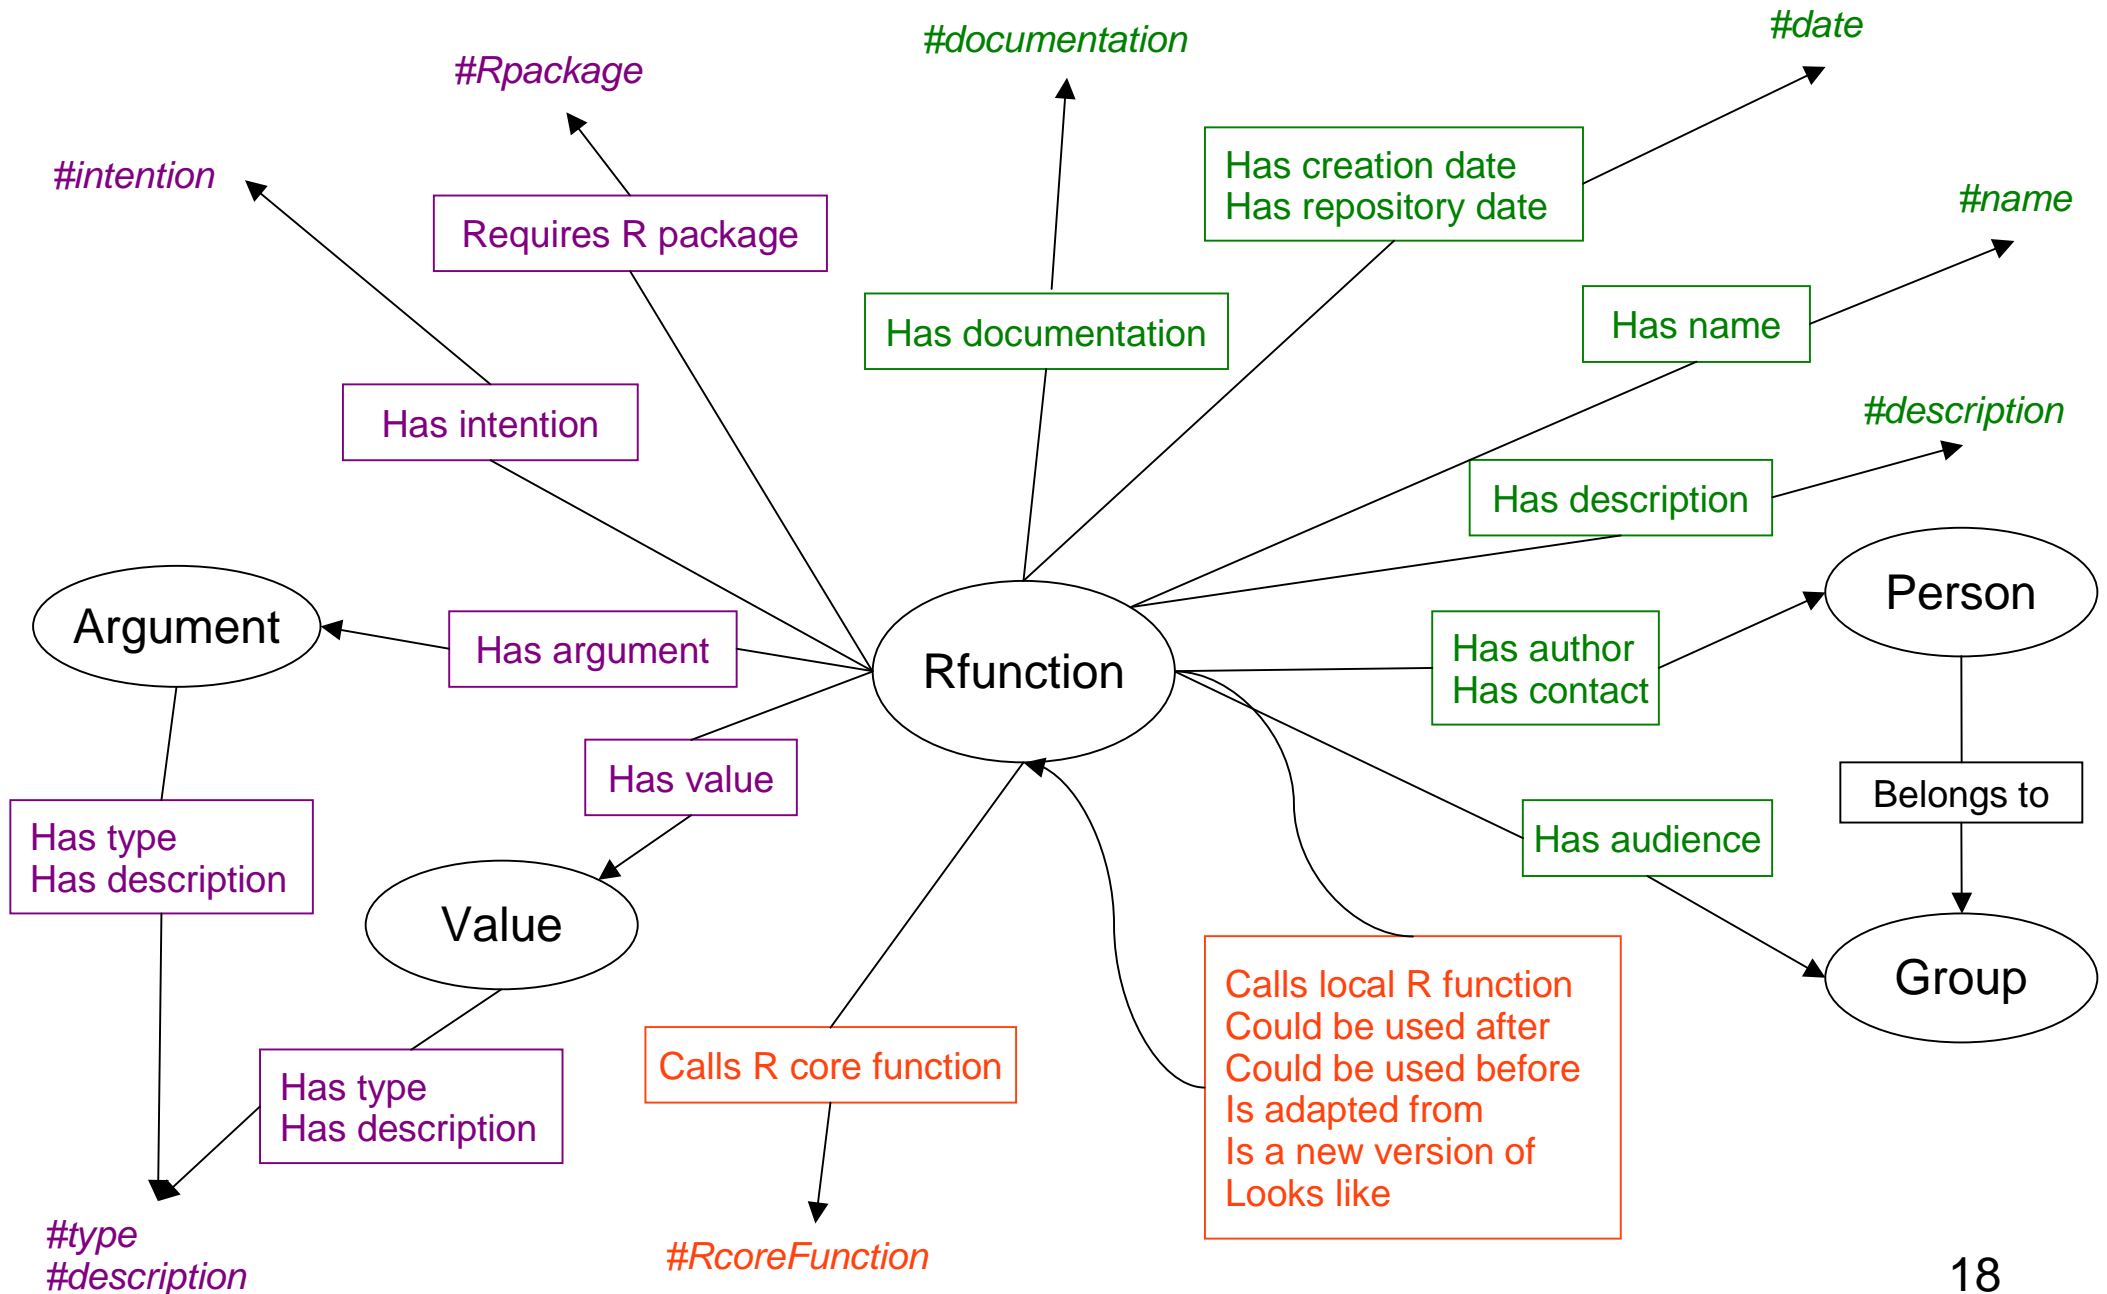 #documentation
#date
#Rpackage
#intention
Has creation date
Has repository date
#name
Requires R package
Has documentation
Has name
#description
Has intention
Has description
Person
Argument
Has argument
Rfunction
Has author
Has contact
Has value
Belongs to
Has type
Has description
Has audience
Value
Group
Calls local R function
Could be used after
Could be used before
Is adapted from
Is a new version of
Looks like
Calls R core function
Has type
Has description
#type
#description
#RcoreFunction
18